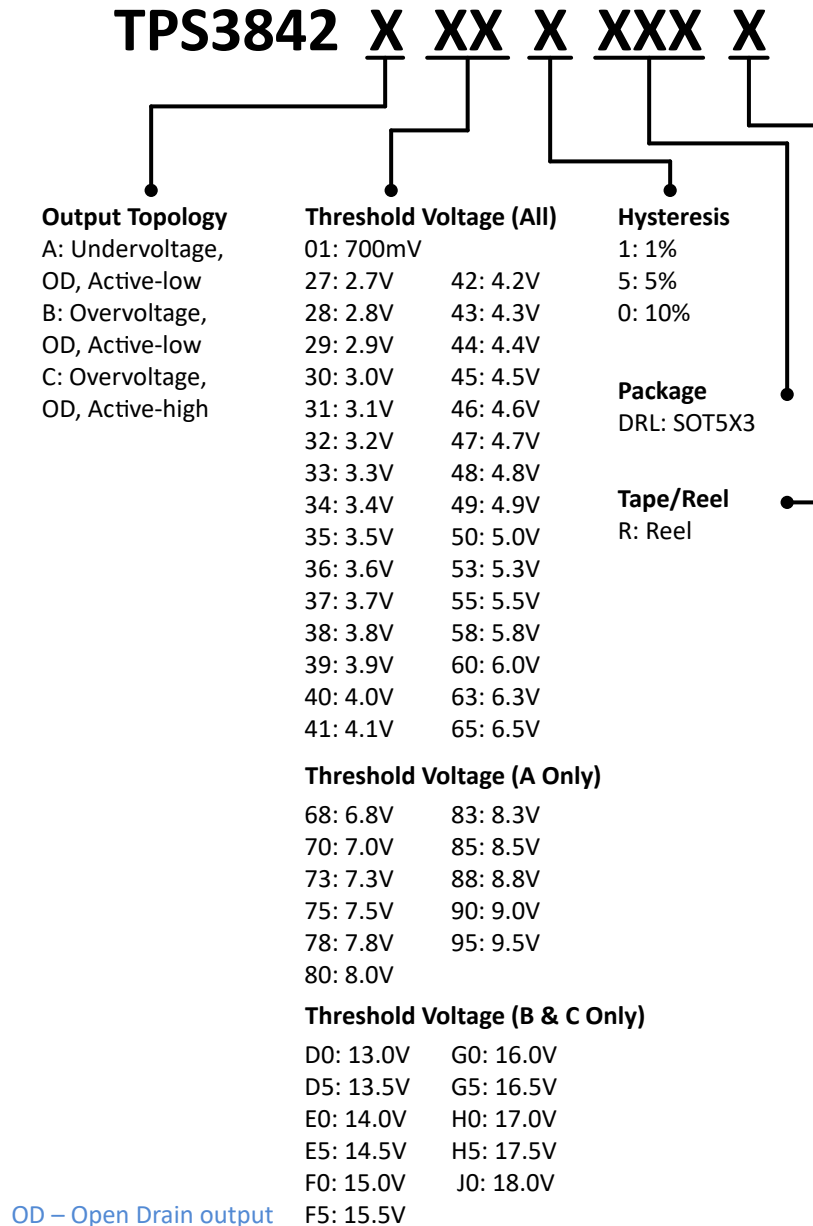 TPS3842 X XX X XXX X
Output Topology
A: Undervoltage,
OD, Active-low
B: Overvoltage,
OD, Active-low
C: Overvoltage,
OD, Active-high
Threshold Voltage (All)
01: 700mV
27: 2.7V 42: 4.2V
28: 2.8V 43: 4.3V
29: 2.9V 44: 4.4V
30: 3.0V 45: 4.5V
31: 3.1V 46: 4.6V
32: 3.2V 47: 4.7V
33: 3.3V 48: 4.8V
34: 3.4V 49: 4.9V
35: 3.5V 50: 5.0V
36: 3.6V 53: 5.3V
37: 3.7V 55: 5.5V
38: 3.8V 58: 5.8V
39: 3.9V 60: 6.0V
40: 4.0V 63: 6.3V
41: 4.1V 65: 6.5V
Threshold Voltage (A Only)
68: 6.8V 83: 8.3V
70: 7.0V 85: 8.5V
73: 7.3V 88: 8.8V
75: 7.5V 90: 9.0V
78: 7.8V 95: 9.5V
80: 8.0V
Threshold Voltage (B & C Only)
D0: 13.0V G0: 16.0V
D5: 13.5V G5: 16.5V
E0: 14.0V H0: 17.0V
E5: 14.5V H5: 17.5V
F0: 15.0V J0: 18.0V
F5: 15.5V
Hysteresis
1: 1%
5: 5%
0: 10%
Package
DRL: SOT5X3
Tape/Reel
R: Reel
OD – Open Drain output